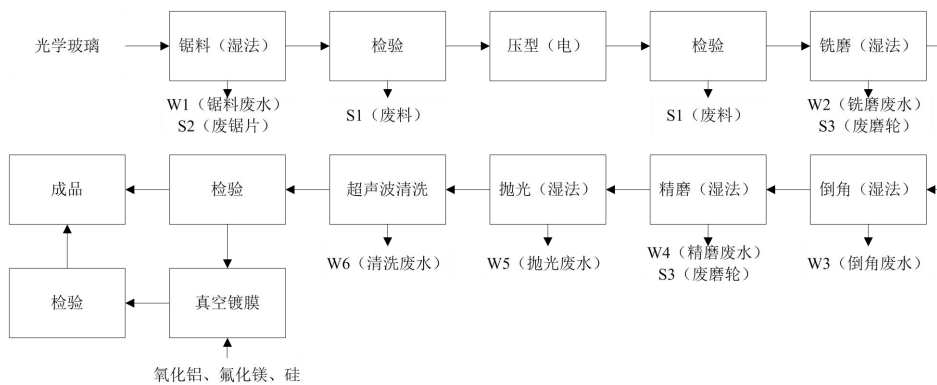 光学玻璃
锯料（湿法）
检验
压型（电）
检验
铣磨（湿法）
W1（锯料废水）
S2（废锯片）
S1（废料）
S1（废料）
W2（铣磨废水）
S3（废磨轮）
成品
检验
超声波清洗
抛光（湿法）
精磨（湿法）
倒角（湿法）
W6（清洗废水）
W5（抛光废水）
W4（精磨废水）
S3（废磨轮）
W3（倒角废水）
检验
真空镀膜
氧化铝、氟化镁、硅